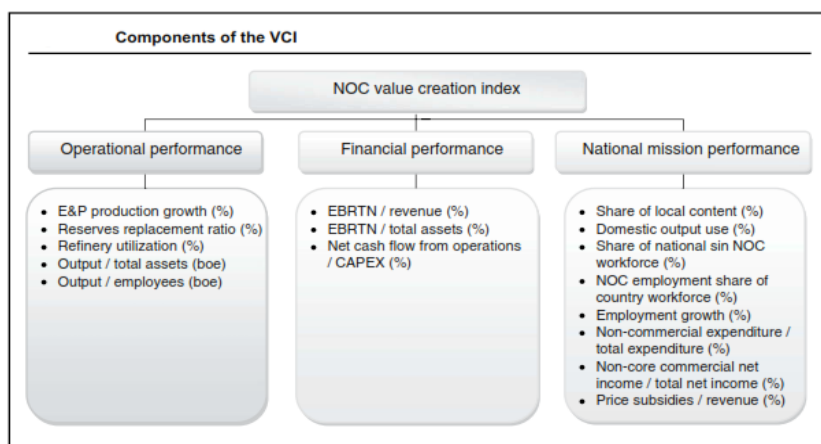 Components of the VCI
NOC value creation index
Operational performance
Financial performance
National mission performance
• E&P production growth (%)
• Reserves replacement ratio (%)
• Refinery utilization (%)
• Output / total assets (boe)
• Output / employees (boe)
• EBRTN / revenue (%)
• EBRTN / total assets (%)
• Net cash flow from operations
/ CAPEX (%)
• Share of local content (%)
• Domestic output use (%)
• Share of national sin NOC
workforce (%)
• NOC employment share of
country workforce (%)
• Employment growth (%)
• Non-commercial expenditure /
total expenditure (%)
• Non-core commercial net
income / total net income (%)
• Price subsidies / revenue (%)